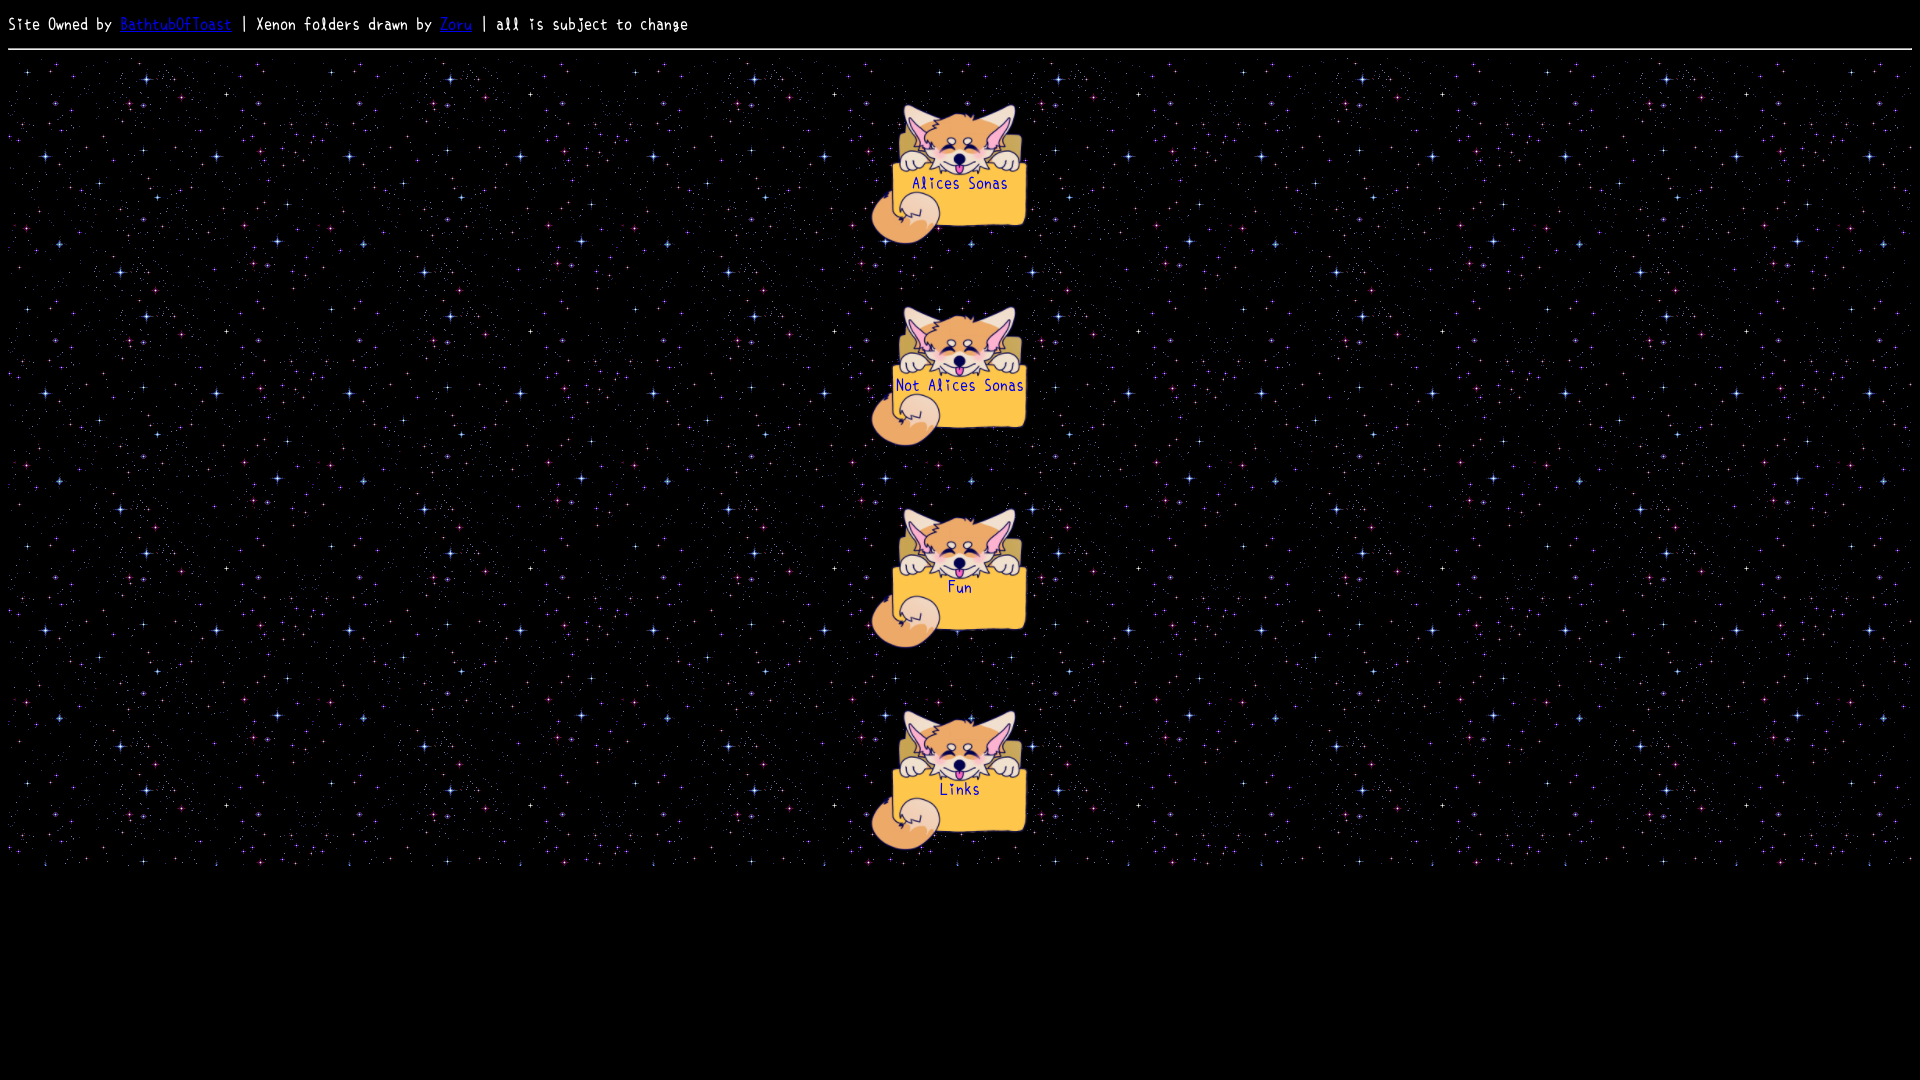 Site Owned by BathtubOfToast | Xenon folders drawn by Zoru | all is subject to change
Alices Sonas
Not Alices Sonas
Fun
Links